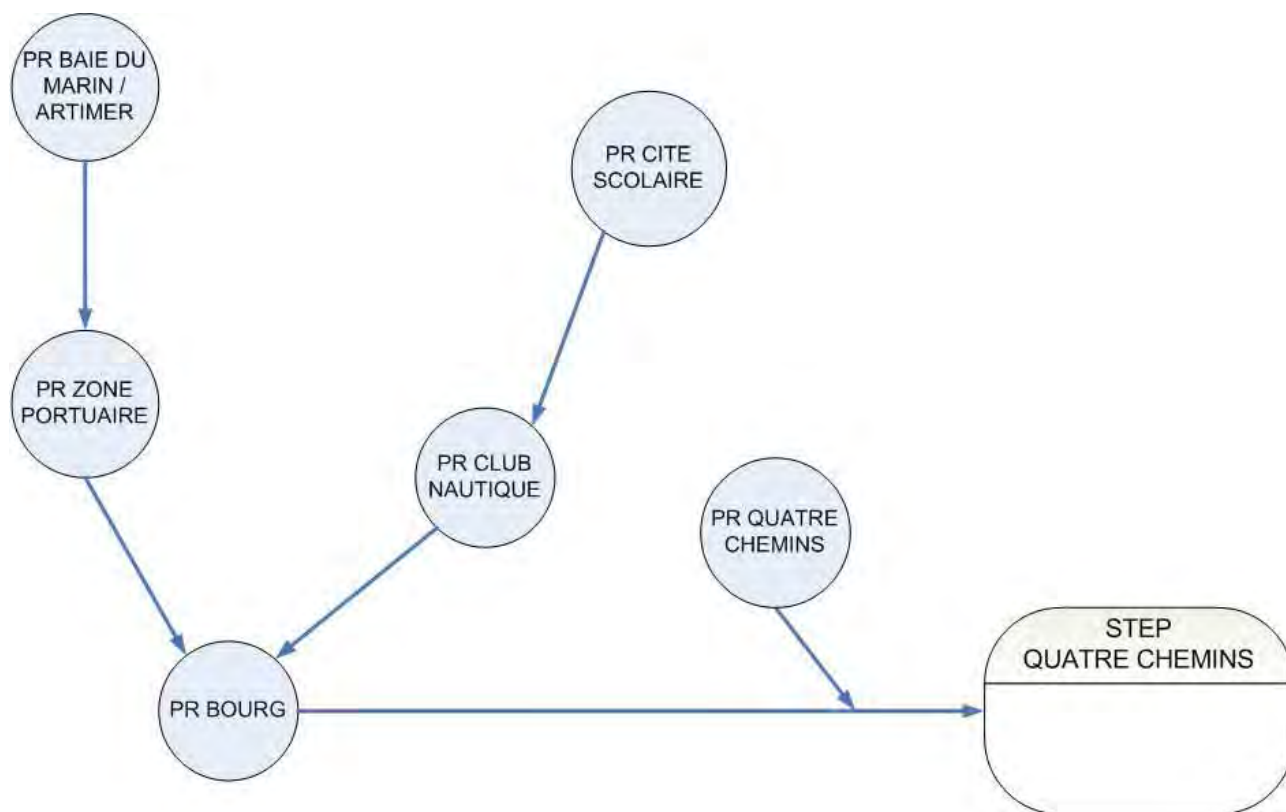 PR BAIE DU
MARIN /
ARTIMER
PR CITE
SCOLAIRE
PR ZONE
PORTUAIRE
PR CLUB
NAUTIQUE
PR QUATRE
CHEMINS
STEP
QUATRE CHEMINS
PR BOURG